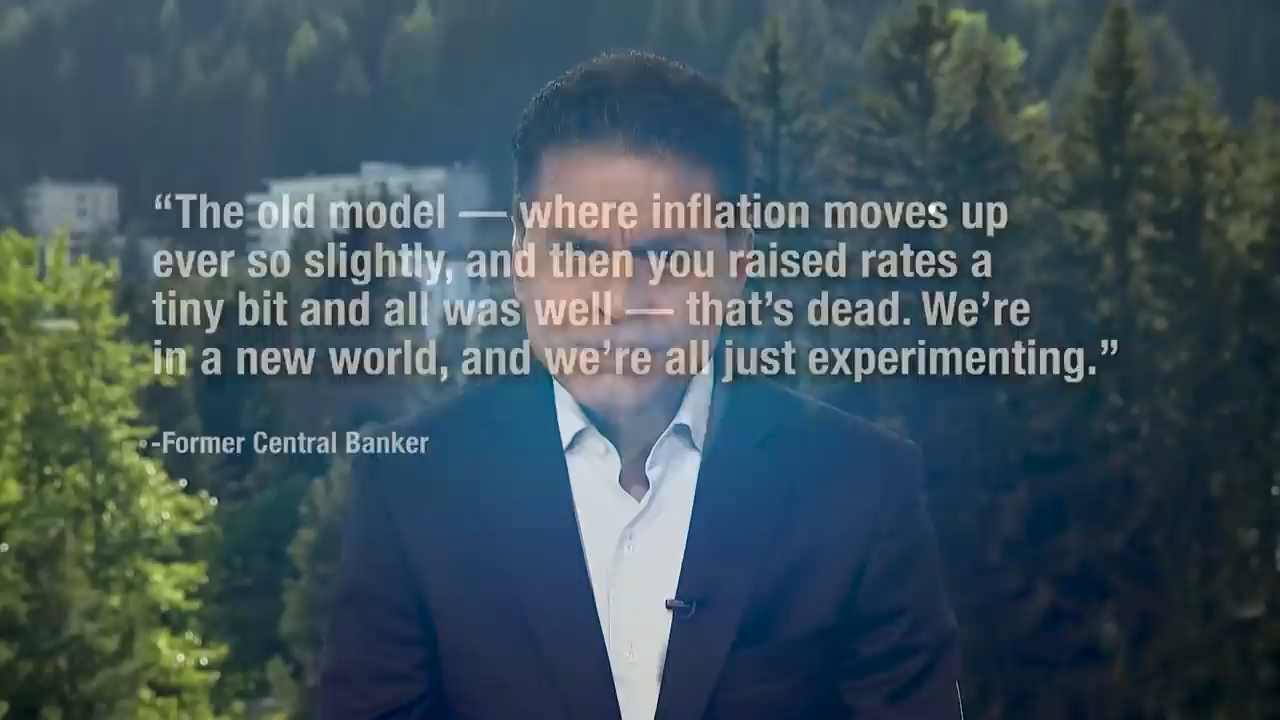 “The old model — where inflation moves up
ever so slightly, and then you raised rates a
tiny bit and all was well — that’s dead. We’re
in a new world, and we’re all just experimenting.”
-Former Central Banker